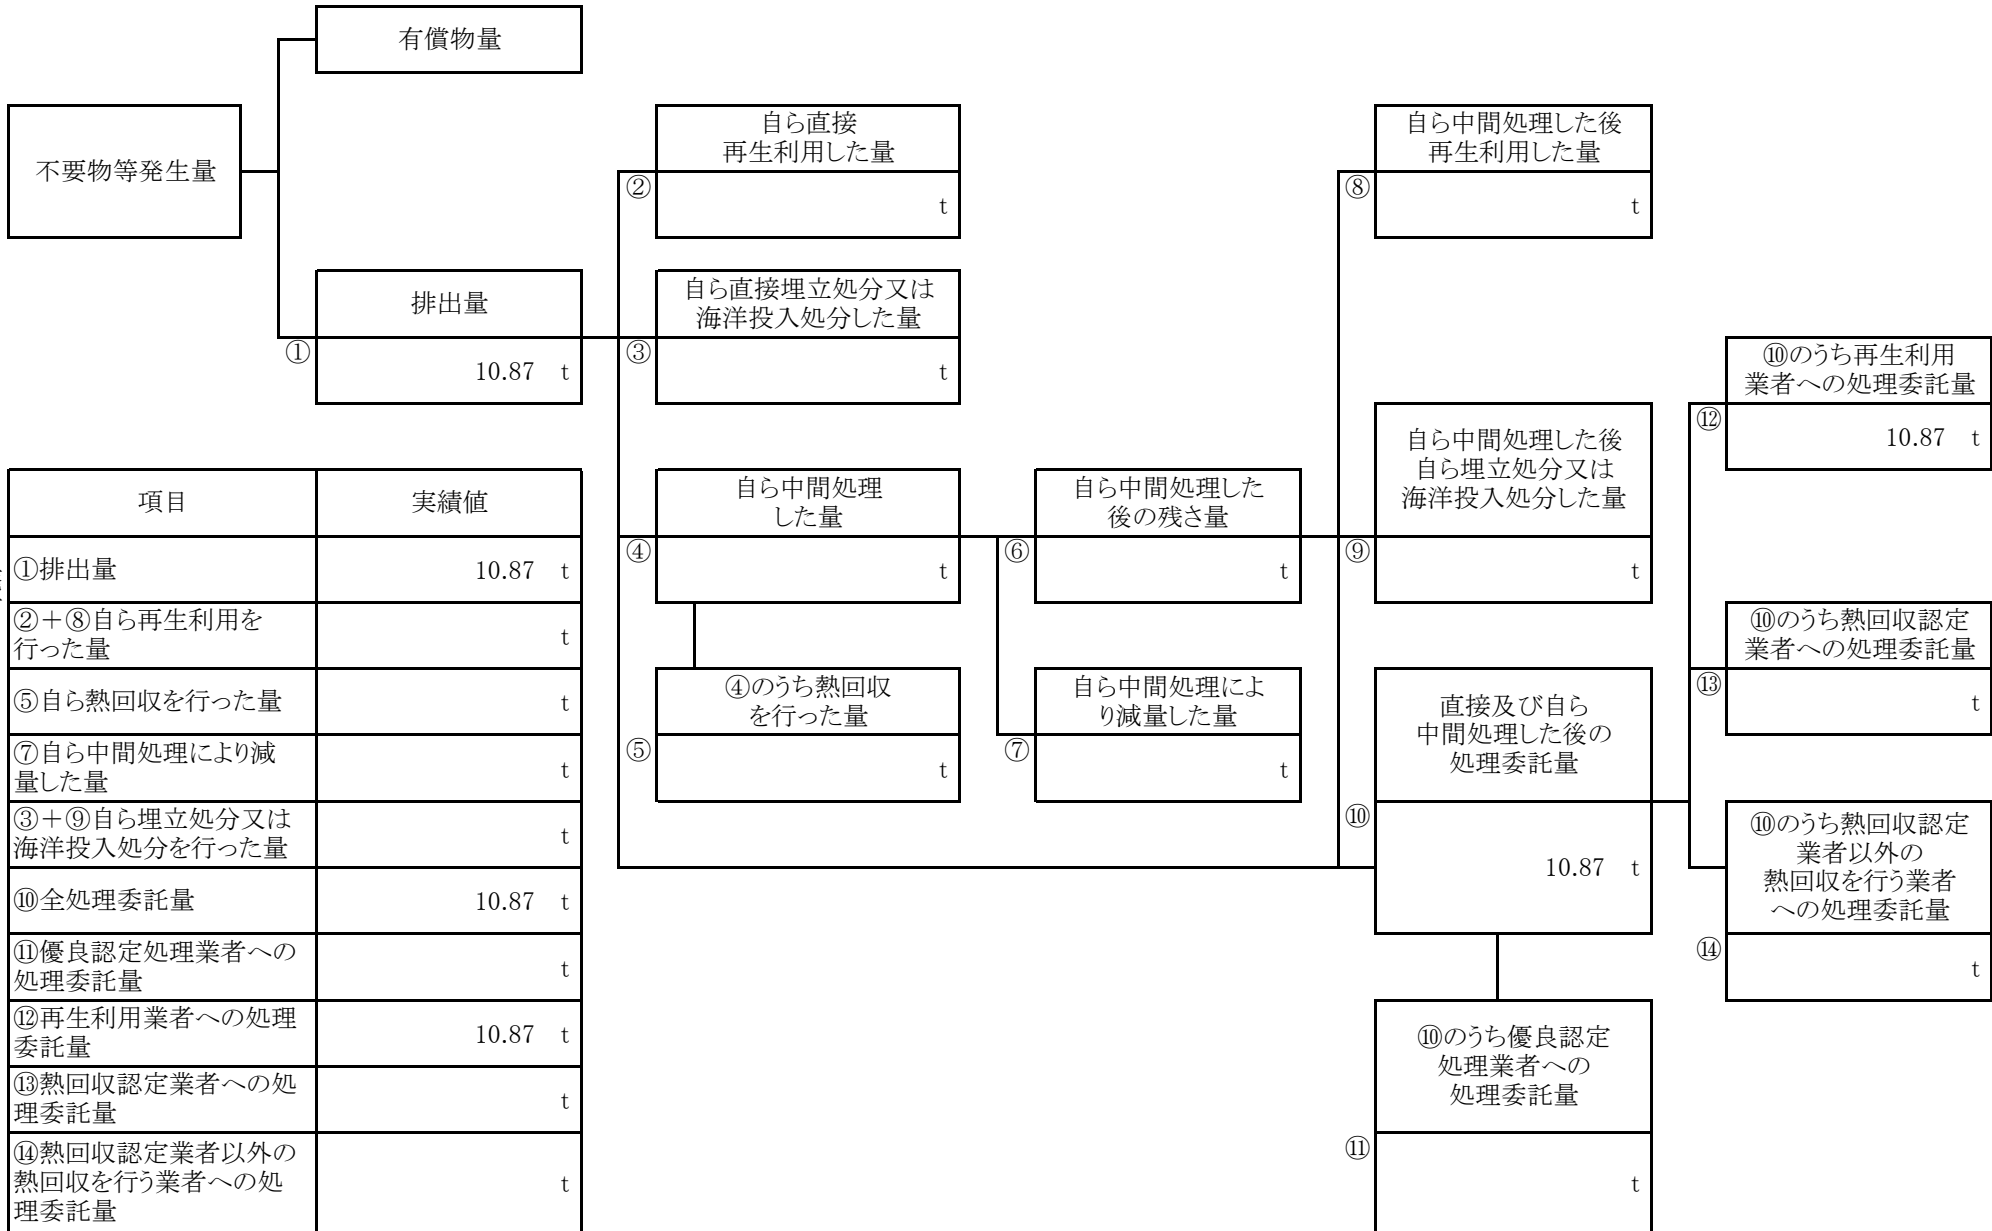 有償物量
不要物等発生量
自ら直接
再生利用した量
②
t
自ら中間処理した後
再生利用した量
⑧
t
排出量
①
10.87 t
自ら直接埋立処分又は
海洋投入処分した量
③
t
⑩のうち再生利用
業者への処理委託量
⑫
10.87 t
自ら中間処理した後
自ら埋立処分又は
海洋投入処分した量
⑨
t
自ら中間処理
した量
④
t
自ら中間処理した
後の残さ量
⑥
t
⑩のうち熱回収認定
業者への処理委託量
⑬
t
④のうち熱回収
を行った量
⑤
t
自ら中間処理によ
り減量した量
⑦
t
直接及び自ら
中間処理した後の
処理委託量
⑩
10.87 t
⑩のうち熱回収認定
業者以外の
熱回収を行う業者
への処理委託量
⑭
t
⑩のうち優良認定
処理業者への
処理委託量
⑪
t
項目 実績値
①排出量 10.87 t
②+⑧自ら再生利用を
行った量 t
⑤自ら熱回収を行った量 t
⑦自ら中間処理により減
量した量 t
③+⑨自ら埋立処分又は
海洋投入処分を行った量 t
⑩全処理委託量 10.87 t
⑪優良認定処理業者への
処理委託量 t
⑫再生利用業者への処理
委託量 10.87 t
⑬熱回収認定業者への処
理委託量 t
⑭熱回収認定業者以外の
熱回収を行う業者への処
理委託量 t